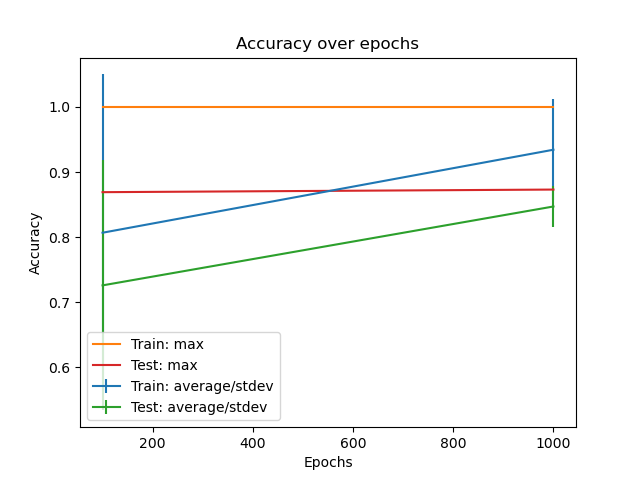 Accuracy over epochs
Accuracy
1.0
0.9
0.8
0.7
0.6
Train: max
Test: max
Train: average/stdev
Test: average/stdev
200 400 600 800 1000
Epochs